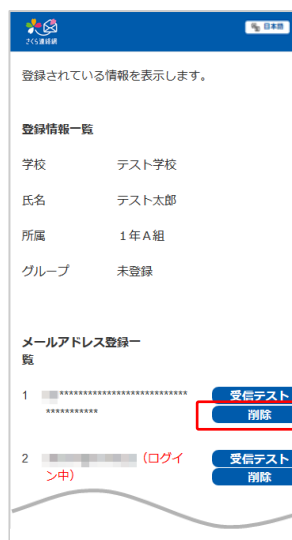 さくら連絡網
日本語
登録されている情報を表示します。
登録情報一覧
学校 テスト学校
氏名 テスト太郎
所属 １年Ａ組
グループ 未登録
メールアドレス登録一
覧
1 **************************** 受信テスト
*********** 削除
2 （ログイ 受信テスト
ン中） 削除